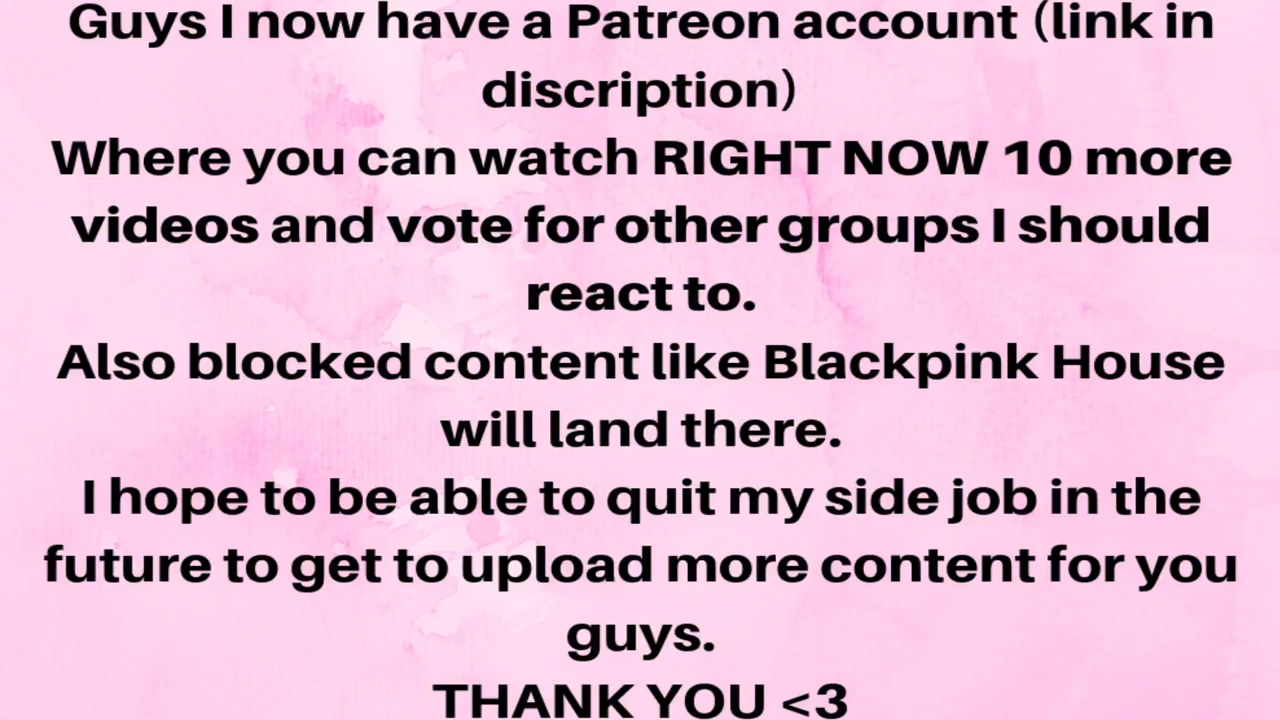 Guys I now have a Patreon account (link in
discription)
Where you can watch RIGHT NOW 10 more
videos and vote for other groups I should
react to.
Also blocked content like Blackpink House
will land there.
I hope to be able to quit my side job in the
future to get to upload more content for you
guys.
THANK YOU <3